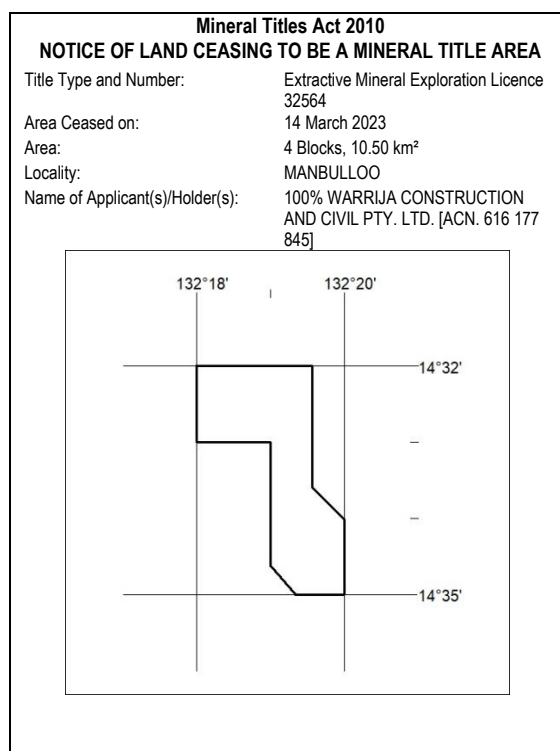 Mineral Titles Act 2010
NOTICE OF LAND CEASING TO BE A MINERAL TITLE AREA
Title Type and Number: Extractive Mineral Exploration Licence
32564
Area Ceased on: 14 March 2023
Area: 4 Blocks, 10.50 km²
Locality: MANBULLOO
Name of Applicant(s)/Holder(s): 100% WARRIJA CONSTRUCTION
AND CIVIL PTY. LTD. [ACN. 616 177
845]
132°18' 132°20'
14°32'
14°35'